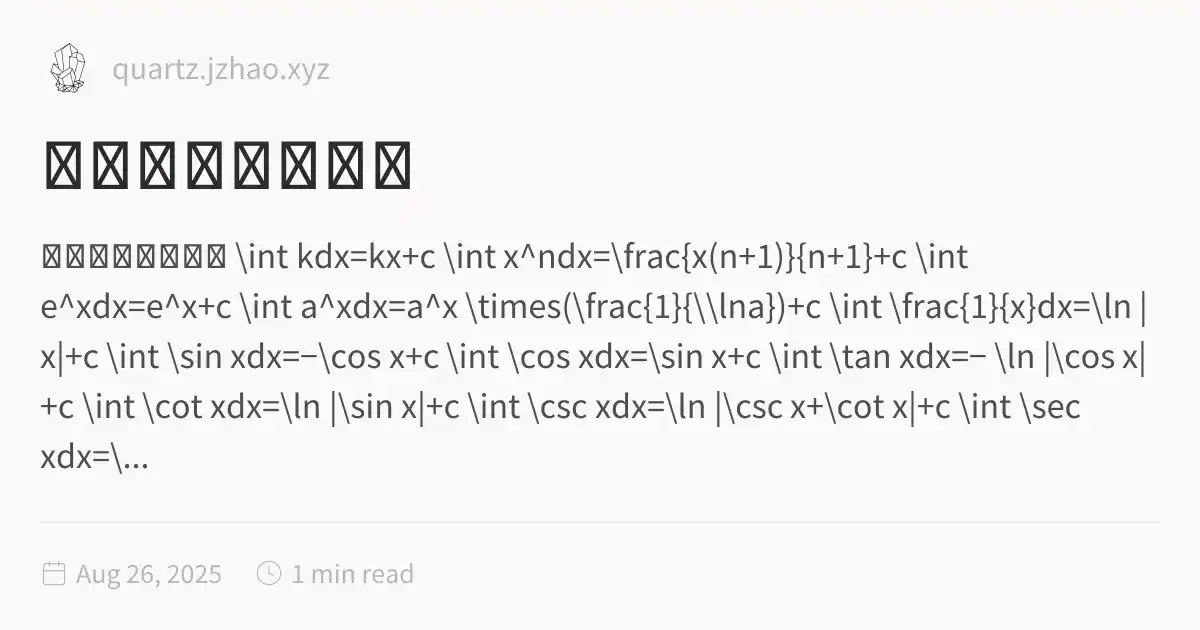 quartz.jzhao.xyz
\int kdx=kx+c \int x^ndx=\frac{x(n+1)}{n+1}+c \int
e^xdx=e^x+c \int a^xdx=a^x \times(\frac{1}{\\lna})+c \int \frac{1}{x}dx=\ln |
x|+c \int \sin xdx=−\cos x+c \int \cos xdx=\sin x+c \int \tan xdx=− \ln |\cos x|
+c \int \cot xdx=\ln |\sin x|+c \int \csc xdx=\ln |\csc x+\cot x|+c \int \sec
xdx=\...
Aug 26, 2025
1 min read